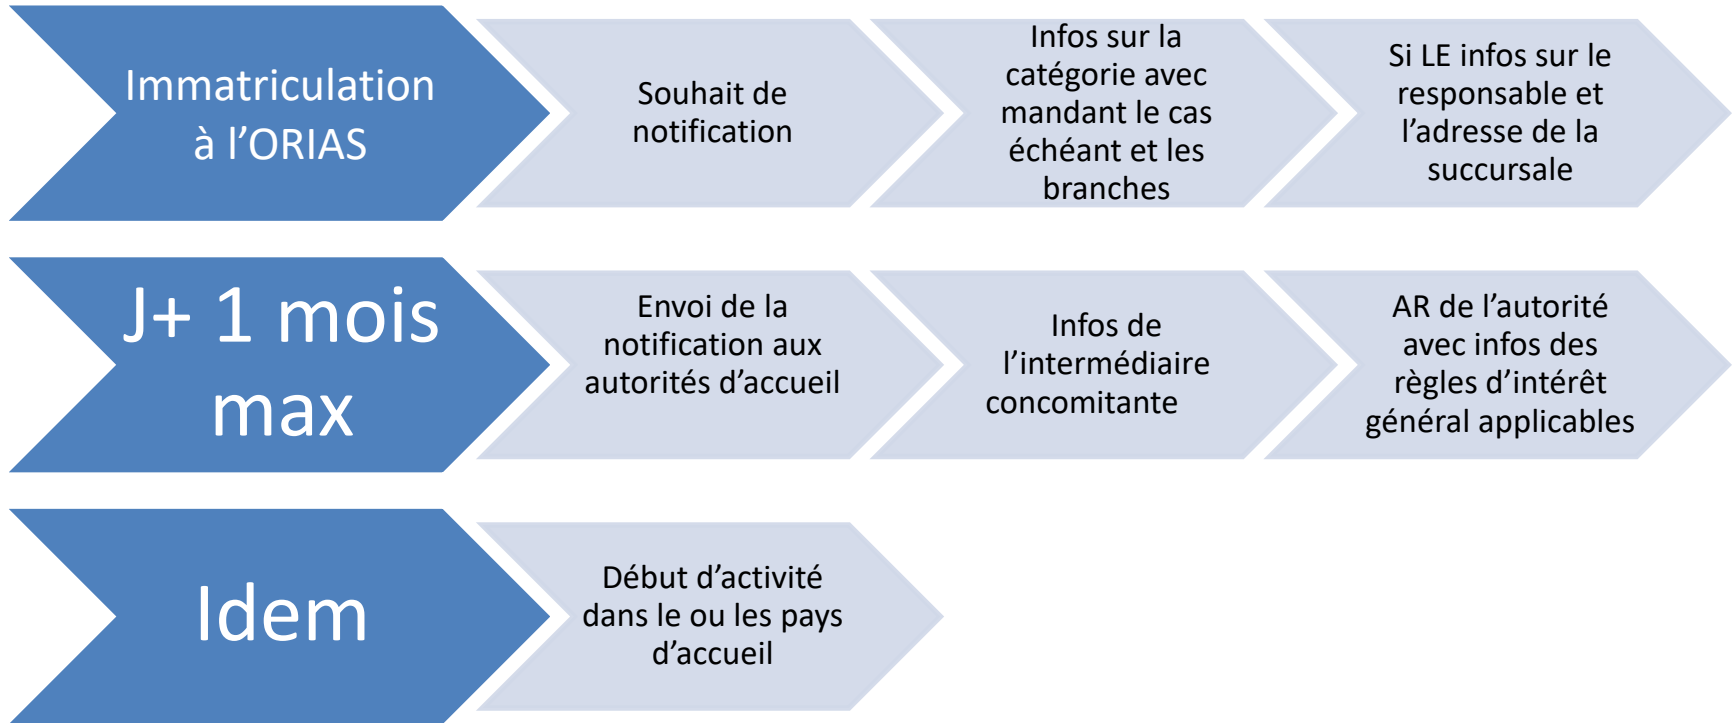 Immatriculation
à l’ORIAS
Souhait de
notification
Infos sur la
catégorie avec
mandant le cas
échéant et les
branches
Si LE infos sur le
responsable et
l’adresse de la
succursale
J+ 1 mois
max
Envoi de la
notification aux
autorités d’accueil
Infos de
l’intermédiaire
concomitante
AR de l’autorité
avec infos des
règles d’intérêt
général applicables
Idem
Début d’activité
dans le ou les pays
d’accueil